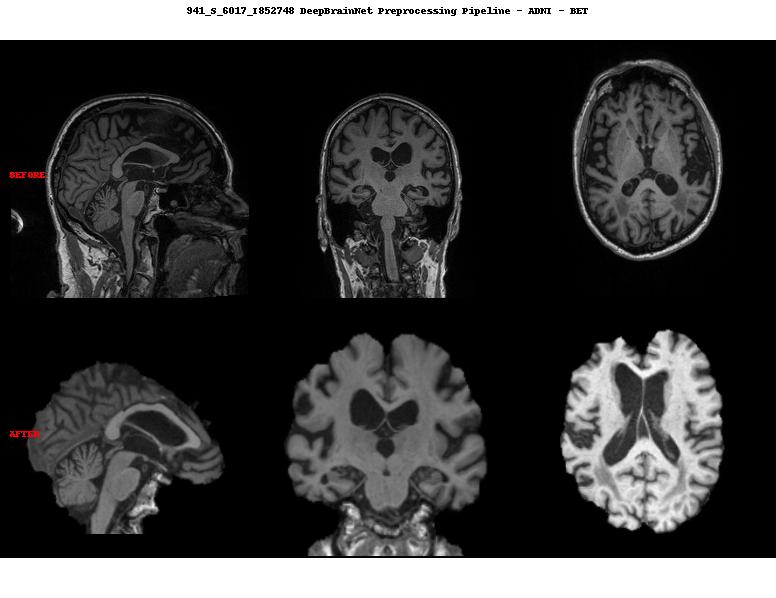 941_S_6017_I852748 DeepBrainNet Preprocessing Pipeline - ADNI - BET
BEFORE
AFTER